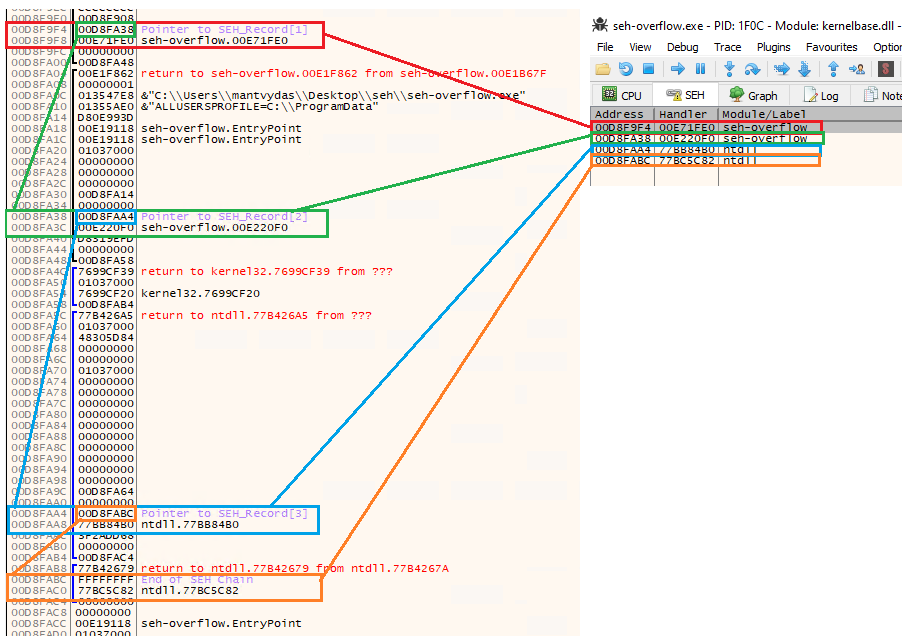 00D8F9F0 00D8F908
00D8F9F4 00D8FA38 Pointer to SEH_Record[1]
00D8F9F8 00E71FE0 seh-overflow.00E71FE0
00D8F9FC 00000000
00D8FA48
00E1F862 return to seh-overflow.00E1F862 from seh-overflow.00E1B67F
00000001
013547E8 &"C:\\Users\\mantvydas\\Desktop\\seh\\seh-overflow.exe"
00D8FA10 01355AE0 &"ALLUSERSPROFILE=C:\\ProgramData"
00D8FA14 D80E993D
00D8FA18 00E19118 seh-overflow.EntryPoint
00D8FA1C 00E19118 seh-overflow.EntryPoint
00D8FA20 01037000
00D8FA24 00000000
00D8FA28 00000000
00D8FA2C 00000000
00D8FA30 00D8FA14
00D8FA34 00000000
00D8FA38 00D8FAA4 Pointer to SEH_Record[2]
00D8FA3C 00E220F0 seh-overflow.00E220F0
00D8FA40 D8319EFD
00D8FA44 00000000
00D8FA48 00D8FA58
00D8FA4C 7699CF39 return to kernel32.7699CF39 from ???
00D8FA50 01037000
00D8FA54 7699CF20 kernel32.7699CF20
00D8FA58 00D8FAB4
00D8FA5C 77B426A5 return to ntdll.77B426A5 from ???
00D8FA60 01037000
00D8FA64 48305D84
00D8FA68 00000000
00D8FA6C 00000000
00D8FA70 01037000
00D8FA74 00000000
00D8FA78 00000000
00D8FA7C 00000000
00D8FA80 00000000
00D8FA84 00000000
00D8FA88 00000000
00D8FA8C 00000000
00D8FA90 00000000
00D8FA94 00000000
00D8FA98 00000000
00D8FA9C 00D8FA64
00D8FAA0 00000000
00D8FAA4 00D8FABC Pointer to SEH_Record[3]
00D8FAA8 77BB84B0 ntdll.77BB84B0
3F2ADD68
00D8FAB0 00000000
00D8FAB4 00D8FAC4
00D8FAB8 77B42679 return to ntdll.77B42679 from ntdll.77B4267A
00D8FABC FFFFFFFF End of SEH Chain
00D8FAC0 77BC5C82 ntdll.77BC5C82
00D8FAC4 00000000
00D8FAC8 00000000
00D8FACC 00E19118 seh-overflow.EntryPoint
00D8FAD0 01037000
seh-overflow.exe - PID: 1F0C - Module: kernelbase.dll -
File View Debug Trace Plugins Favourites Option
CPU SEH Graph Log Note
Address Handler Module/Label
00D8F9F4 00E71FE0 seh-overflow
00D8FA38 00E220F0 seh-overflow
00D8FAA4 77BB84B0 ntdll
00D8FABC 77BC5C82 ntdll